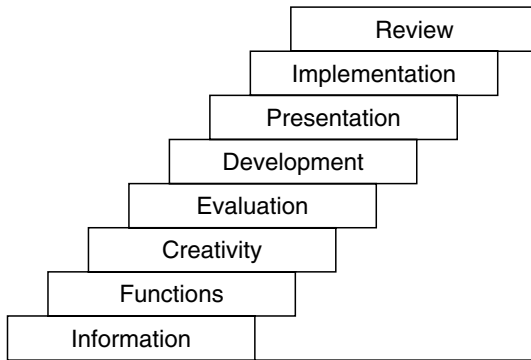 Review
Implementation
Presentation
Development
Evaluation
Creativity
Functions
Information